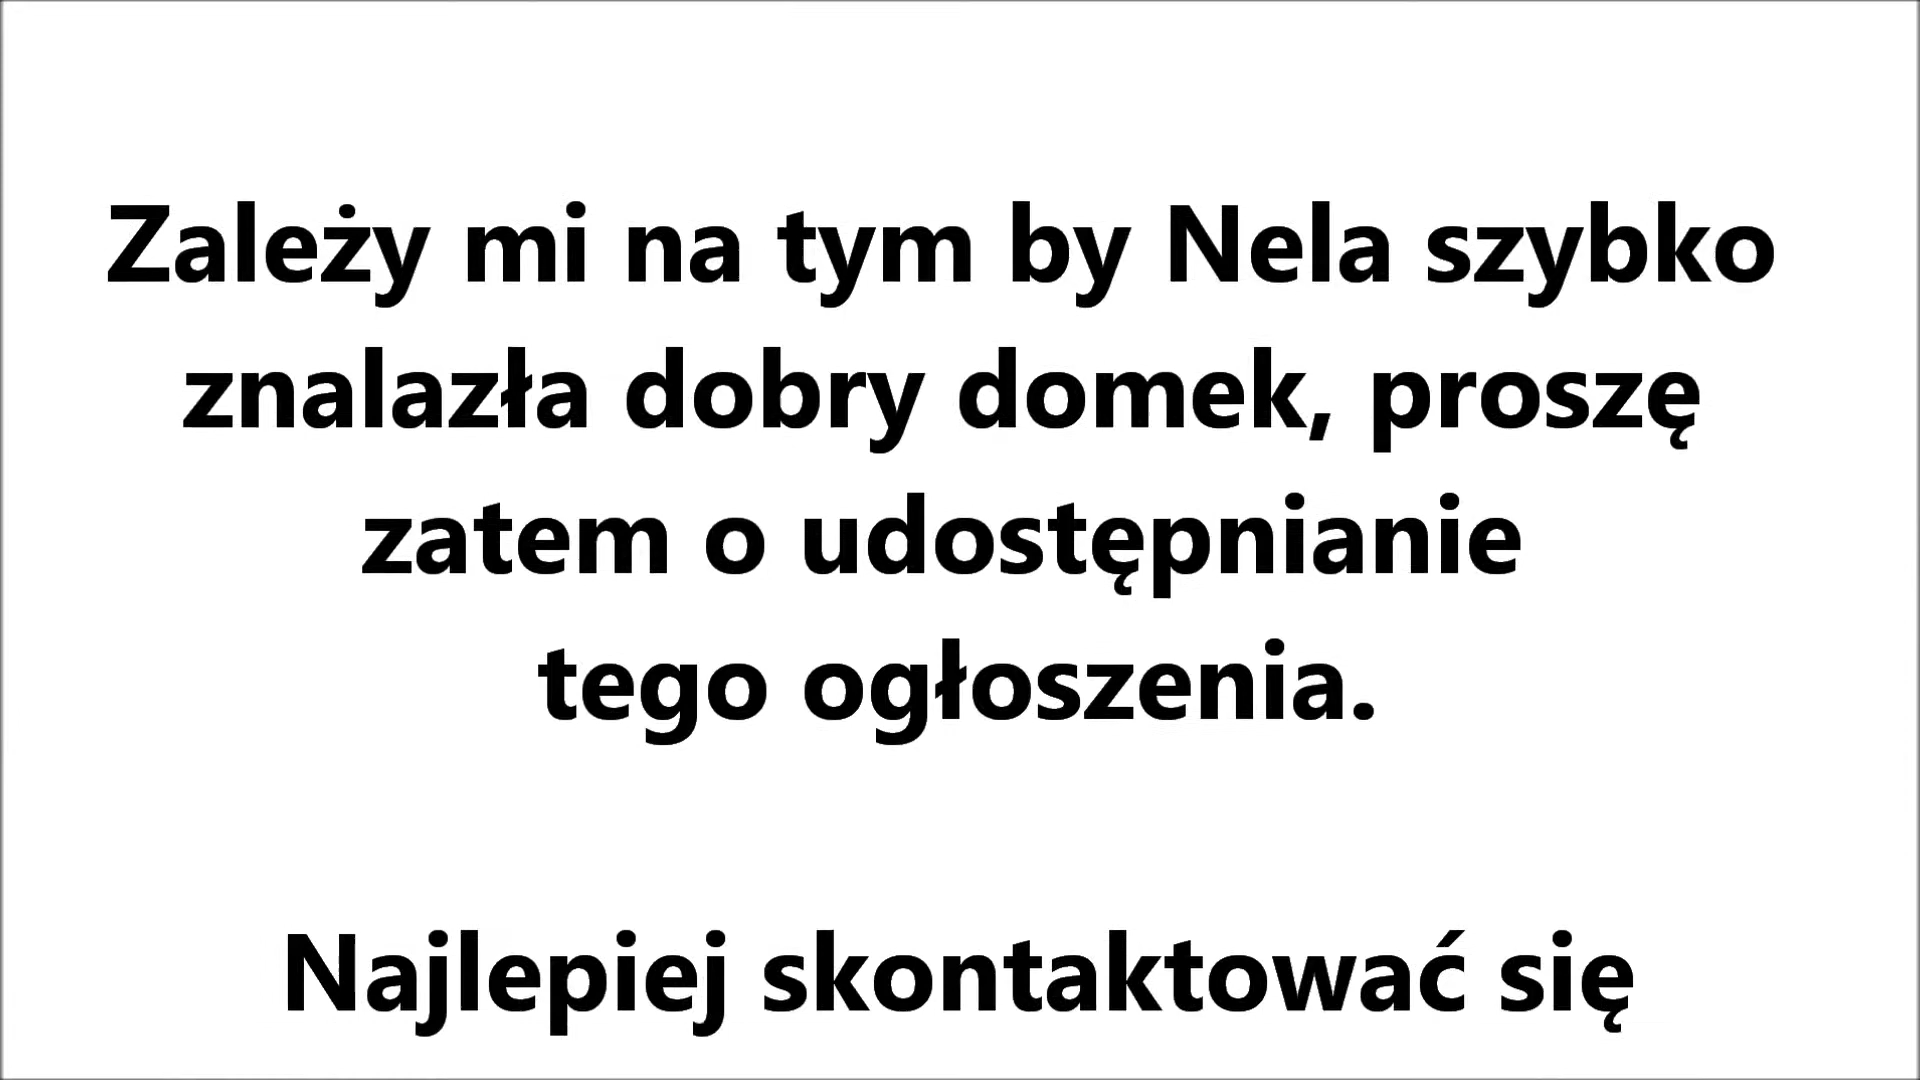 Zależy mi na tym by Nela szybko
znalazła dobry domek, proszę
zatem o udostępnianie
tego ogłoszenia.
Najlepiej skontaktować się